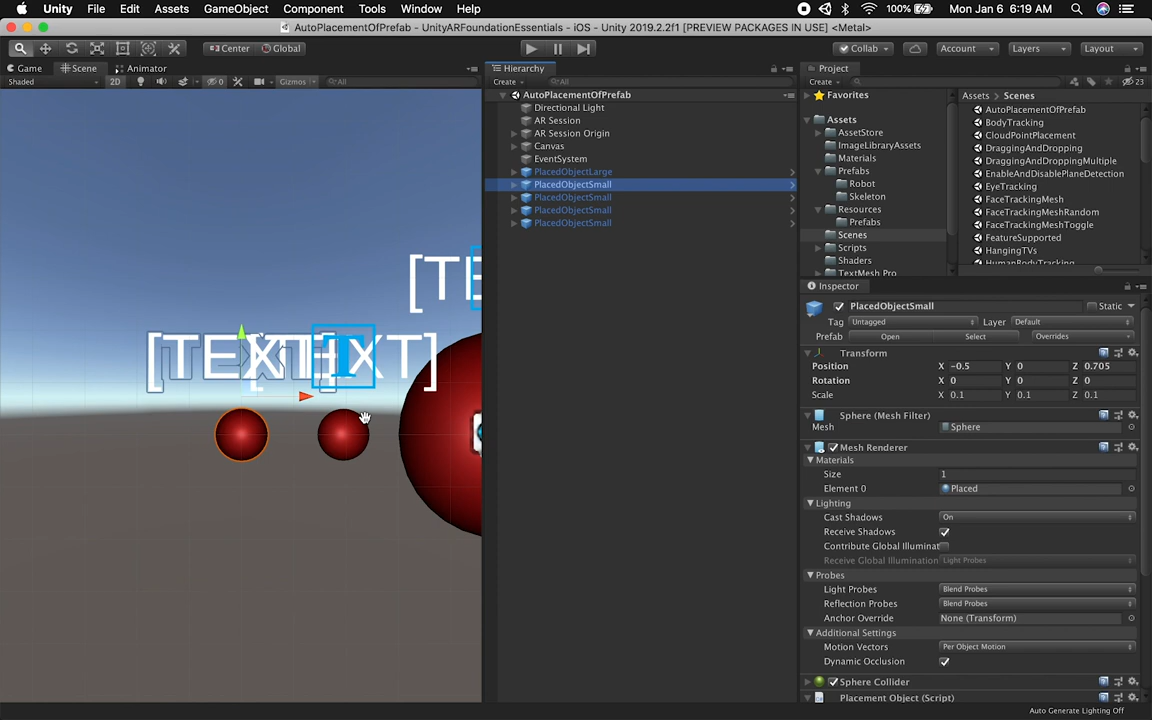 Unity File Edit Assets GameObject Component Tools Window Help 100% Mon Jan 6 6:19 AM
AutoPlacementOfPrefab - UnityARFoundationEssentials - iOS - Unity 2019.2.2f1 [PREVIEW PACKAGES IN USE] <Metal>
Center Global Collab Account Layers Layout
Game Scene Animator
Shaded 2D 0 Gizmos All
[TE
[TEXT]
[TEXT]
T
Hierarchy
Create All
AutoPlacementOfPrefab
Directional Light
AR Session
AR Session Origin
Canvas
EventSystem
PlacedObjectLarge
PlacedObjectSmall
PlacedObjectSmall
PlacedObjectSmall
PlacedObjectSmall
Project
Create 23
Favorites
Assets
AssetStore
ImageLibraryAssets
Materials
Prefabs
Robot
Skeleton
Resources
Prefabs
Scenes
Scripts
Shaders
TextMesh Pro
Assets Scenes
AutoPlacementOfPrefab
BodyTracking
CloudPointPlacement
DraggingAndDropping
DraggingAndDroppingMultiple
EnableAndDisablePlaneDetection
EyeTracking
FaceTrackingMesh
FaceTrackingMeshRandom
FaceTrackingMeshToggle
FeatureSupported
HangingTVs
HumanBodyTracking
Inspector
PlacedObjectSmall Static
Tag Untagged Layer Default
Prefab Open Select Overrides
Transform
Position X -0.5 Y 0 Z 0.705
Rotation X 0 Y 0 Z 0
Scale X 0.1 Y 0.1 Z 0.1
Sphere (Mesh Filter)
Mesh Sphere
Mesh Renderer
Materials
Size 1
Element 0 Placed
Lighting
Cast Shadows On
Receive Shadows
Contribute Global Illuminat
Receive Global Illumination Light Probes
Probes
Light Probes Blend Probes
Reflection Probes Blend Probes
Anchor Override None (Transform)
Additional Settings
Motion Vectors Per Object Motion
Dynamic Occlusion
Sphere Collider
Placement Object (Script)
Auto Generate Lighting Off